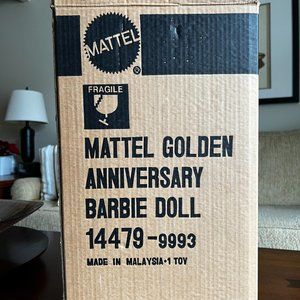 MATTEL
®
FRAGILE
MATTEL GOLDEN
ANNIVERSARY
BARBIE DOLL
14479-9993
MADE IN MALAYSIA•1 TOY